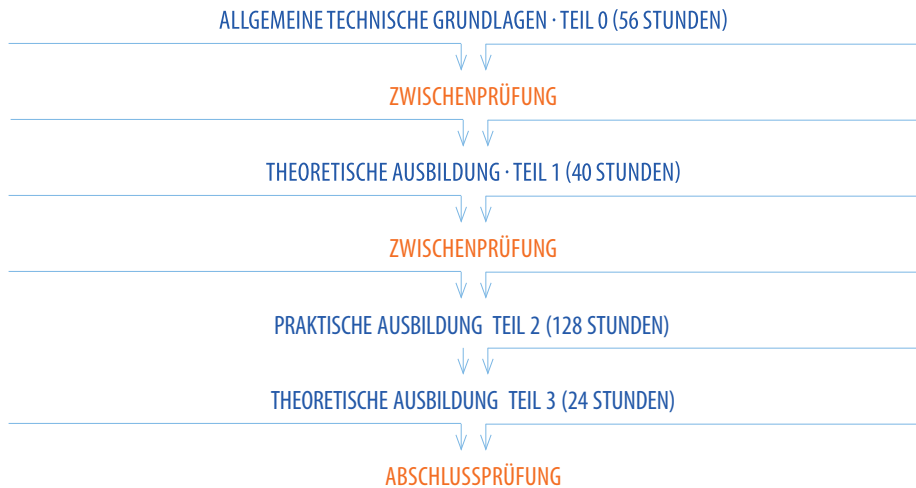 ALLGEMEINE TECHNISCHE GRUNDLAGEN · TEIL 0 (56 STUNDEN)
ZWISCHENPRÜFUNG
THEORETISCHE AUSBILDUNG · TEIL 1 (40 STUNDEN)
ZWISCHENPRÜFUNG
PRAKTISCHE AUSBILDUNG TEIL 2 (128 STUNDEN)
THEORETISCHE AUSBILDUNG TEIL 3 (24 STUNDEN)
ABSCHLUSSPRÜFUNG